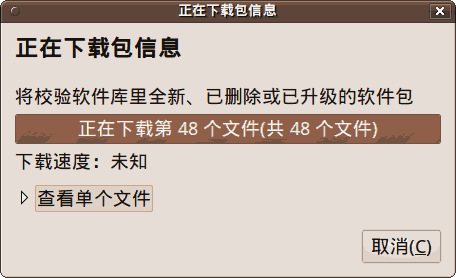 正在下载包信息
正在下载包信息
将校验软件库里全新、已删除或已升级的软件包
正在下载第 48 个文件(共 48 个文件)
下载速度：未知
查看单个文件
取消(C)